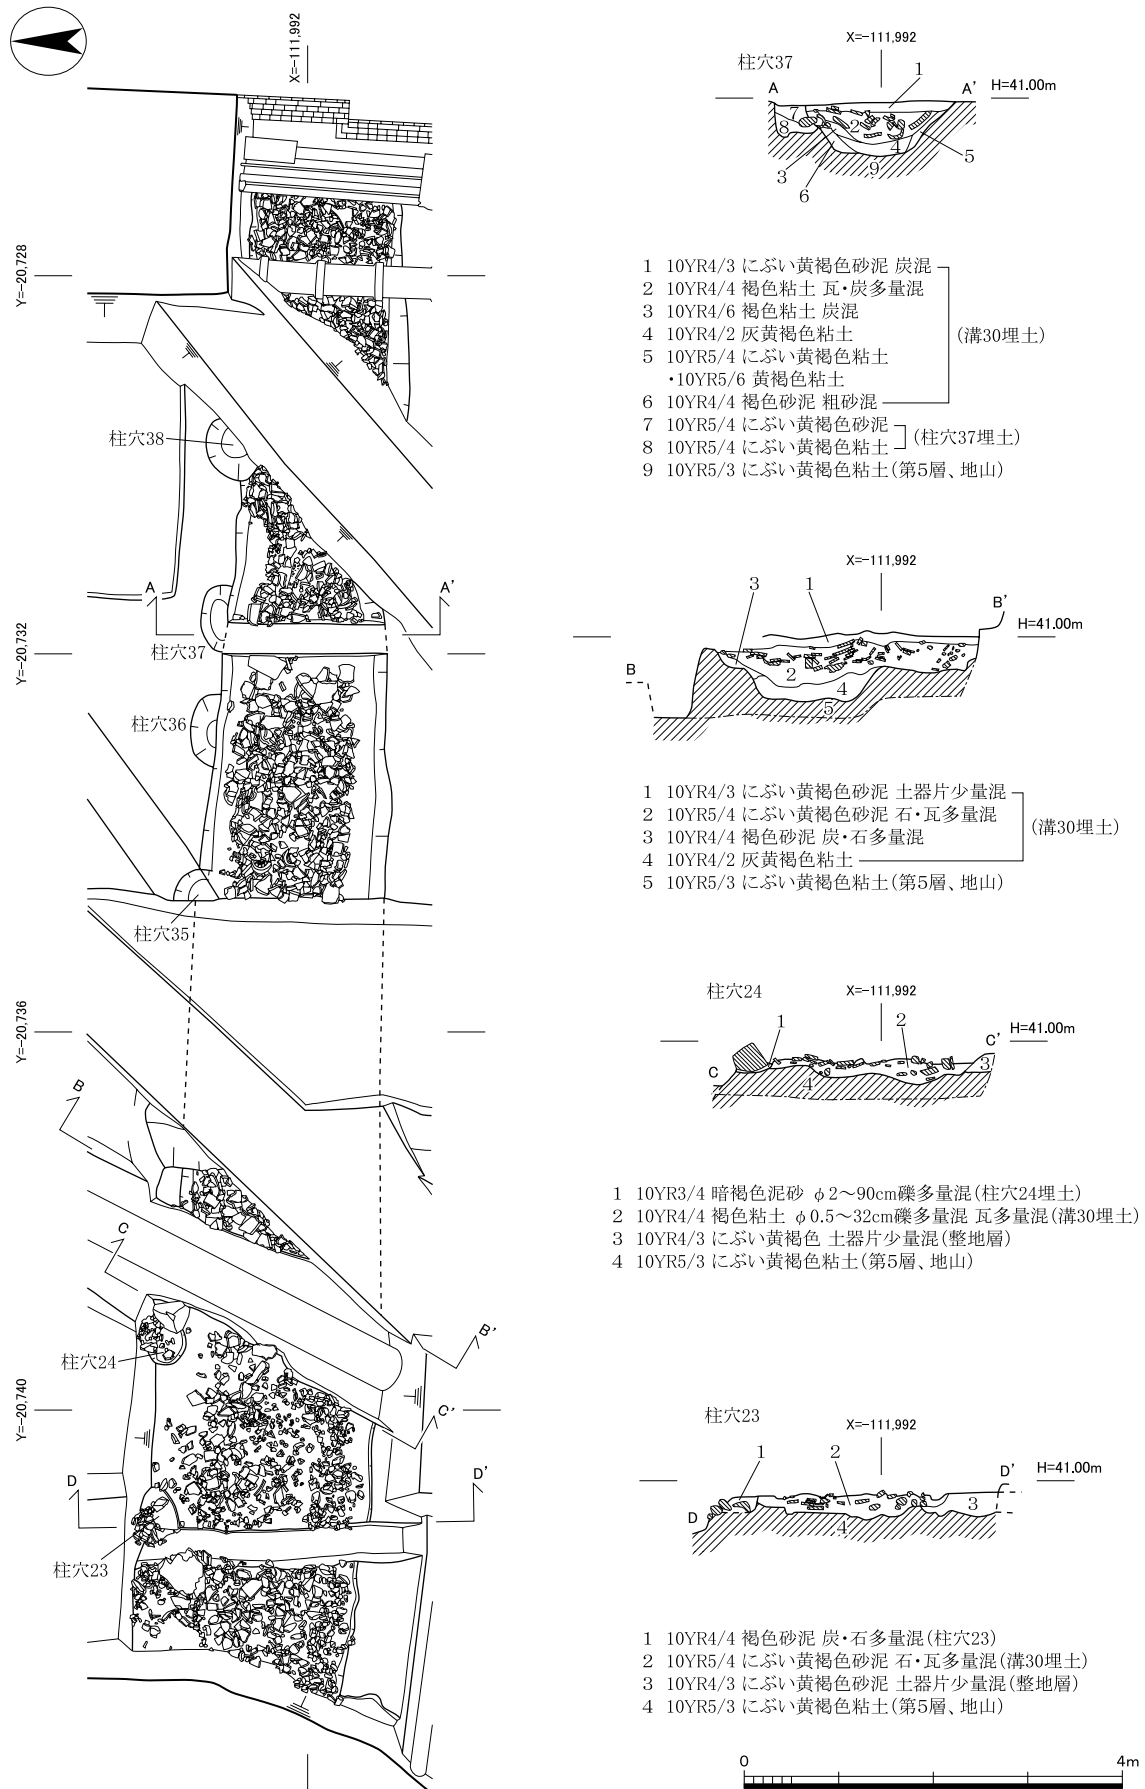 X=-111,992
Y=-20,728
柱穴38
A
A'
柱穴37
Y=-20,732
柱穴36
柱穴35
Y=-20,736
B
C
B'
柱穴24
Y=-20,740
C'
D
D'
柱穴23
X=-111,992
柱穴37
1
A
A'
H=41.00m
7
2
8
4
5
3
9
6
1 10YR4/3 にぶい黄褐色砂泥 炭混
2 10YR4/4 褐色粘土 瓦・炭多量混
3 10YR4/6 褐色粘土 炭混
4 10YR4/2 灰黄褐色粘土
(溝30埋土)
5 10YR5/4 にぶい黄褐色粘土
・10YR5/6 黄褐色粘土
6 10YR4/4 褐色砂泥 粗砂混
7 10YR5/4 にぶい黄褐色砂泥
(柱穴37埋土)
8 10YR5/4 にぶい黄褐色粘土
9 10YR5/3 にぶい黄褐色粘土(第5層、地山)
X=-111,992
3
1
B'
H=41.00m
B
2
4
5
1 10YR4/3 にぶい黄褐色砂泥 土器片少量混
2 10YR5/4 にぶい黄褐色砂泥 石・瓦多量混
(溝30埋土)
3 10YR4/4 褐色砂泥 炭・石多量混
4 10YR4/2 灰黄褐色粘土
5 10YR5/3 にぶい黄褐色粘土(第5層、地山)
柱穴24
X=-111,992
1
2
C'
H=41.00m
C
3
4
1 10YR3/4 暗褐色泥砂 φ2～90cm礫多量混(柱穴24埋土)
2 10YR4/4 褐色粘土 φ0.5～32cm礫多量混 瓦多量混(溝30埋土)
3 10YR4/3 にぶい黄褐色 土器片少量混(整地層)
4 10YR5/3 にぶい黄褐色粘土(第5層、地山)
柱穴23
X=-111,992
1
2
D'
H=41.00m
D
3
4
1 10YR4/4 褐色砂泥 炭・石多量混(柱穴23)
2 10YR5/4 にぶい黄褐色砂泥 石・瓦多量混(溝30埋土)
3 10YR4/3 にぶい黄褐色砂泥 土器片少量混(整地層)
4 10YR5/3 にぶい黄褐色粘土(第5層、地山)
0
4m